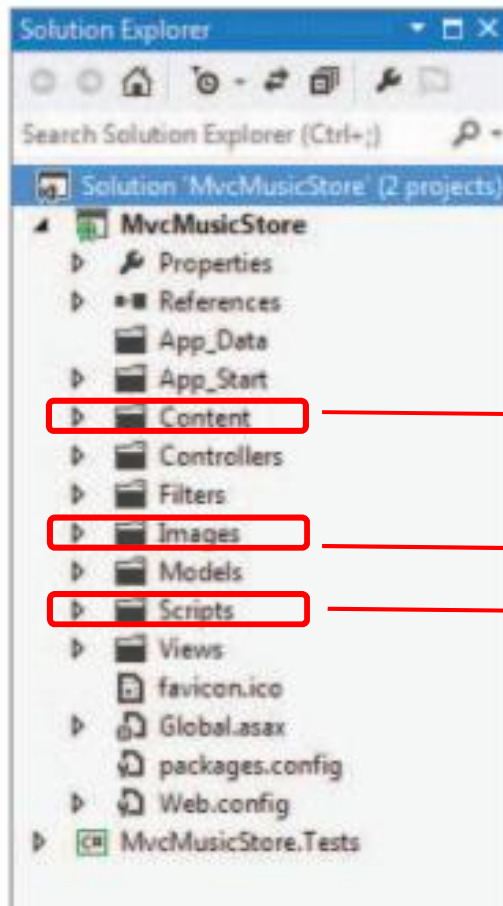 Solution Explorer
Search Solution Explorer (Ctrl+;)
Solution 'MvcMusicStore' (2 projects)
MvcMusicStore
Properties
References
App_Data
App_Start
Content
Controllers
Filters
Images
Models
Scripts
Views
favicon.ico
Global.asax
packages.config
Web.config
C# MvcMusicStore.Tests